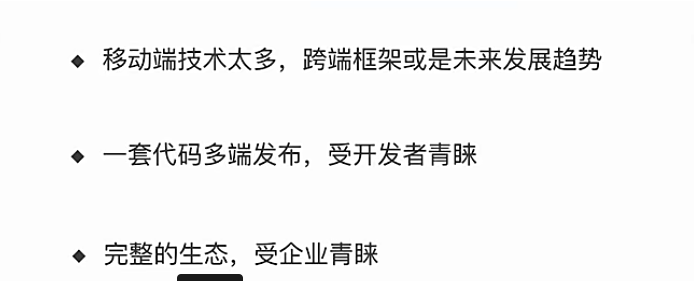 ◆ 移动端技术太多，跨端框架或是未来发展趋势
◆ 一套代码多端发布，受开发者青睐
◆ 完整的生态，受企业青睐